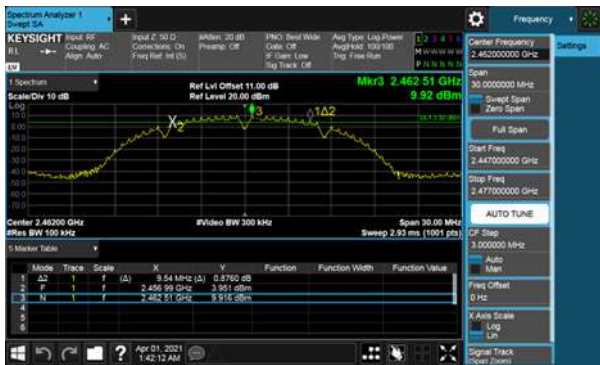 Spectrum Analyzer 1
Swept SA
+
Frequency
KEYSIGHT
Input: RF
Coupling: AC
Align: Auto
Input Z: 50 Ω
Corrections: On
Freq Ref: Int (S)
#Atten: 20 dB
Preamp: Off
PNO: Best Wide
Gate: Off
IF Gain: Low
Sig Track: Off
Avg Type: Log-Power
Avg|Hold: 100/100
Trig: Free Run
RL
LV
Center Frequency
2.462000000 GHz
Settings
Span
30.0000000 MHz
Swept Span
Zero Span
Full Span
Start Freq
2.447000000 GHz
Stop Freq
2.477000000 GHz
AUTO TUNE
CF Step
3.000000 MHz
Auto
Man
Freq Offset
0 Hz
X Axis Scale
Log
Lin
Signal Track
(Span Zoom)
1 Spectrum
Scale/Div 10 dB
Ref Lvl Offset 11.00 dB
Ref Level 20.00 dBm
Mkr3 2.462 51 GHz
9.92 dBm
Log
X2
3
1Δ2
Center 2.46200 GHz
#Res BW 100 kHz
#Video BW 300 kHz
Span 30.00 MHz
Sweep 2.93 ms (1001 pts)
5 Marker Table
Mode Trace Scale X Y Function Function Width Function Value
1 Δ2 1 f (Δ) 9.54 MHz (Δ) 0.8760 dB
2 F 1 f 2.456 99 GHz 3.951 dBm
3 N 1 f 2.462 51 GHz 9.916 dBm
4
5
6
?
Apr 01, 2021
1:42:12 AM